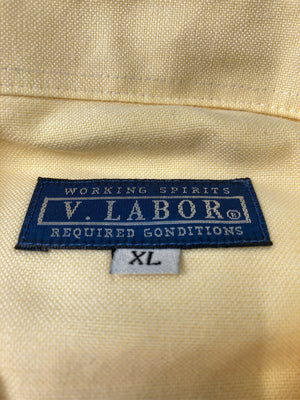 WORKING SPIRITS
V. LABOR®
REQUIRED GONDITIONS
XL